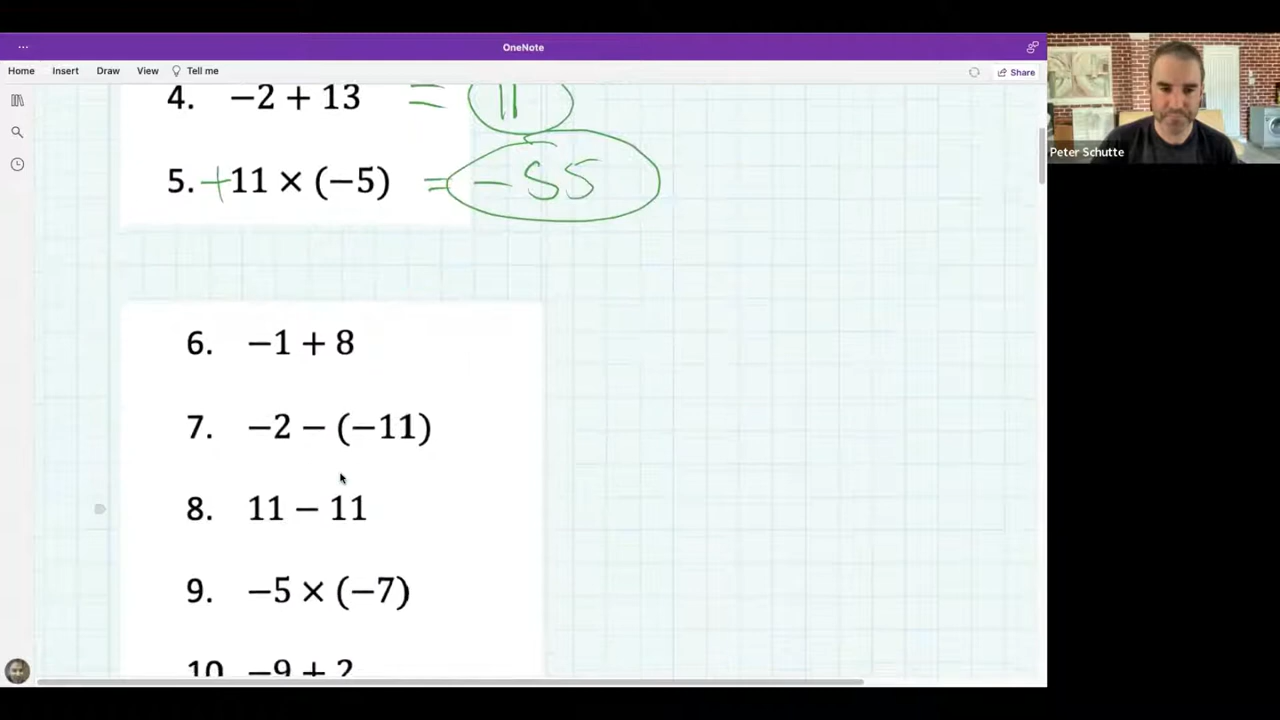 OneNote
Home Insert Draw View Tell me Share
4. −2 + 13 = 11
5. +11 × (−5) = −55
6. −1 + 8
7. −2 − (−11)
8. 11 − 11
9. −5 × (−7)
10. −9 + 2
Peter Schutte